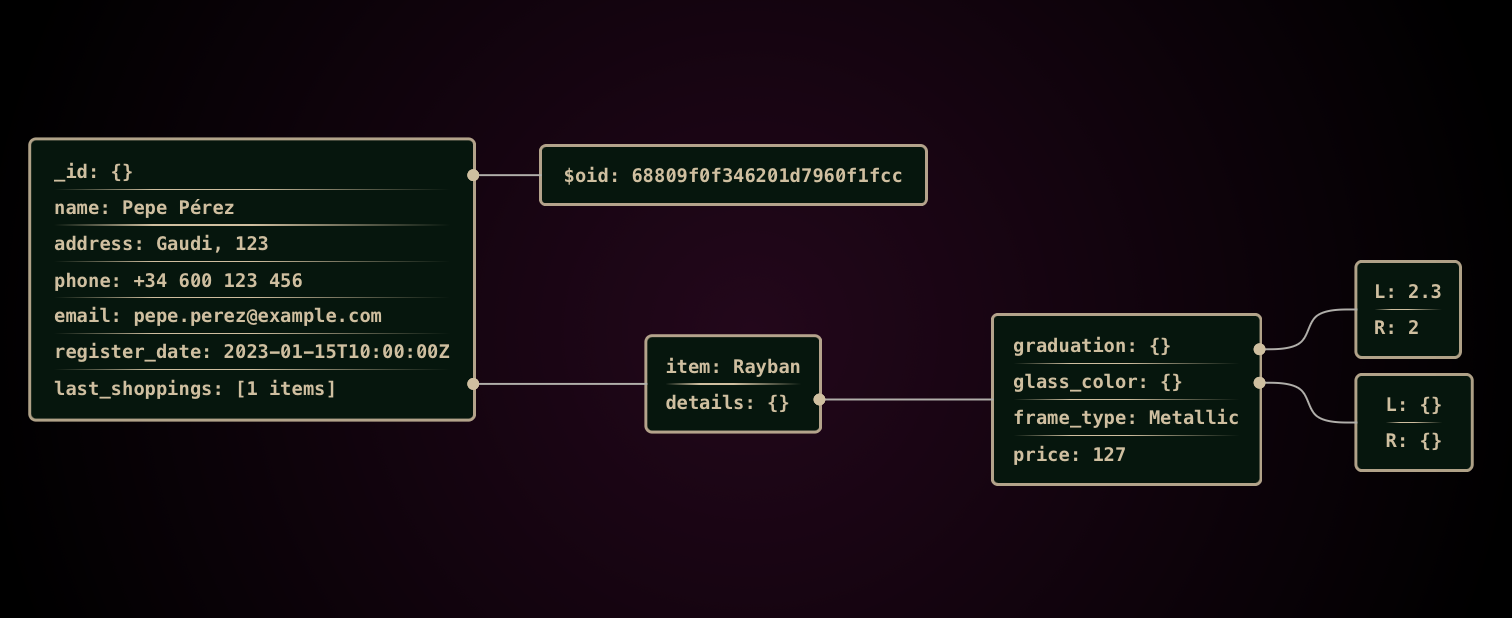 _id: {}
name: Pepe Pérez
address: Gaudi, 123
phone: +34 600 123 456
email: pepe.perez@example.com
register_date: 2023-01-15T10:00:00Z
last_shoppings: [1 items]
$oid: 68809f0f346201d7960f1fcc
item: Rayban
details: {}
graduation: {}
glass_color: {}
frame_type: Metallic
price: 127
L: 2.3
R: 2
L: {}
R: {}